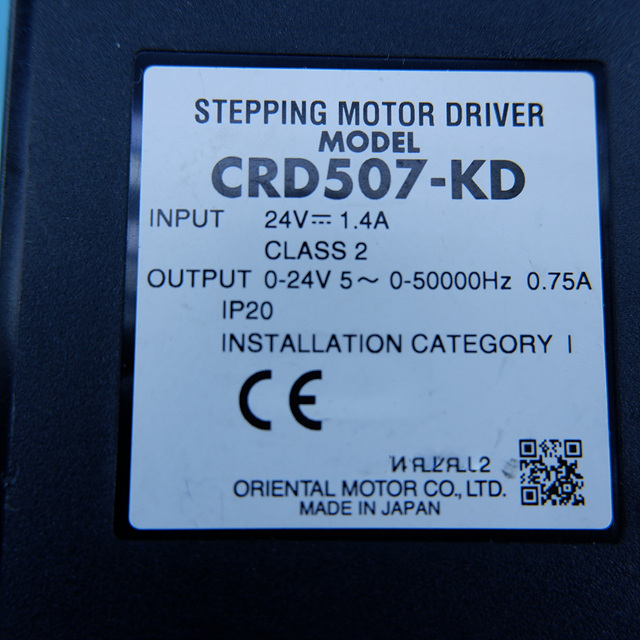 STEPPING MOTOR DRIVER
MODEL
CRD507-KD
INPUT 24V⎓ 1.4A
CLASS 2
OUTPUT 0-24V 5～ 0-50000Hz 0.75A
IP20
INSTALLATION CATEGORY I
CE
ORIENTAL MOTOR CO., LTD.
MADE IN JAPAN